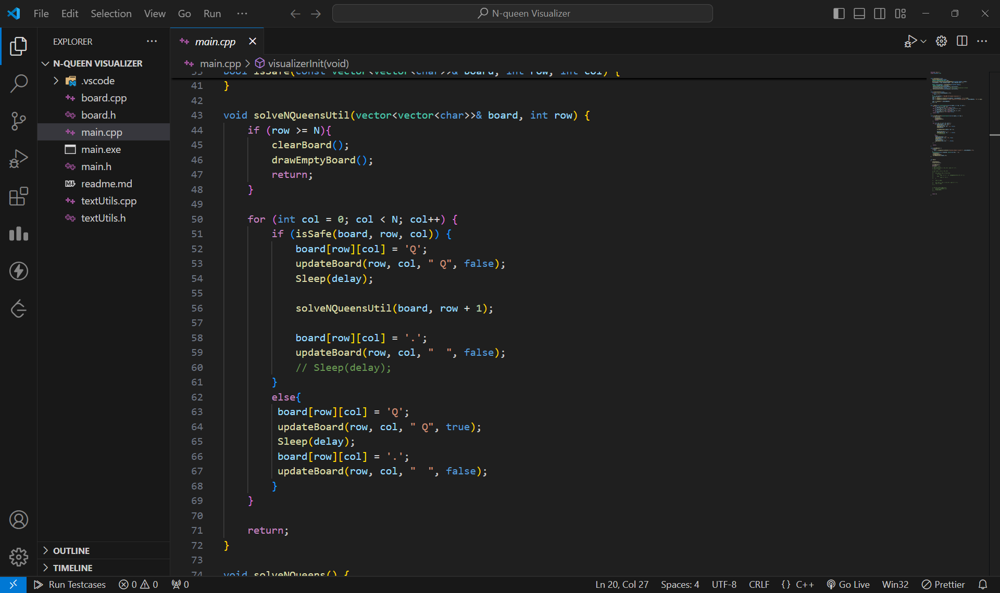 File Edit Selection View Go Run ··· N-queen Visualizer
EXPLORER ··· main.cpp
N-QUEEN VISUALIZER
.vscode
board.cpp
board.h
main.cpp
main.exe
main.h
readme.md
textUtils.cpp
textUtils.h
OUTLINE
TIMELINE
main.cpp > visualizerInit(void)
bool isSafe(const vector<vector<char>>& board, int row, int col) {
41 }
42
43 void solveNQueensUtil(vector<vector<char>>& board, int row) {
44     if (row >= N){
45         clearBoard();
46         drawEmptyBoard();
47         return;
48     }
49
50     for (int col = 0; col < N; col++) {
51         if (isSafe(board, row, col)) {
52             board[row][col] = 'Q';
53             updateBoard(row, col, " Q", false);
54             Sleep(delay);
55
56             solveNQueensUtil(board, row + 1);
57
58             board[row][col] = '.';
59             updateBoard(row, col, "  ", false);
60             // Sleep(delay);
61         }
62         else{
63          board[row][col] = 'Q';
64          updateBoard(row, col, " Q", true);
65          Sleep(delay);
66          board[row][col] = '.';
67          updateBoard(row, col, "  ", false);
68         }
69     }
70
71     return;
72 }
73
74 void solveNQueens() {
Run Testcases 0 0 0 Ln 20, Col 27 Spaces: 4 UTF-8 CRLF {} C++ Go Live Win32 Prettier